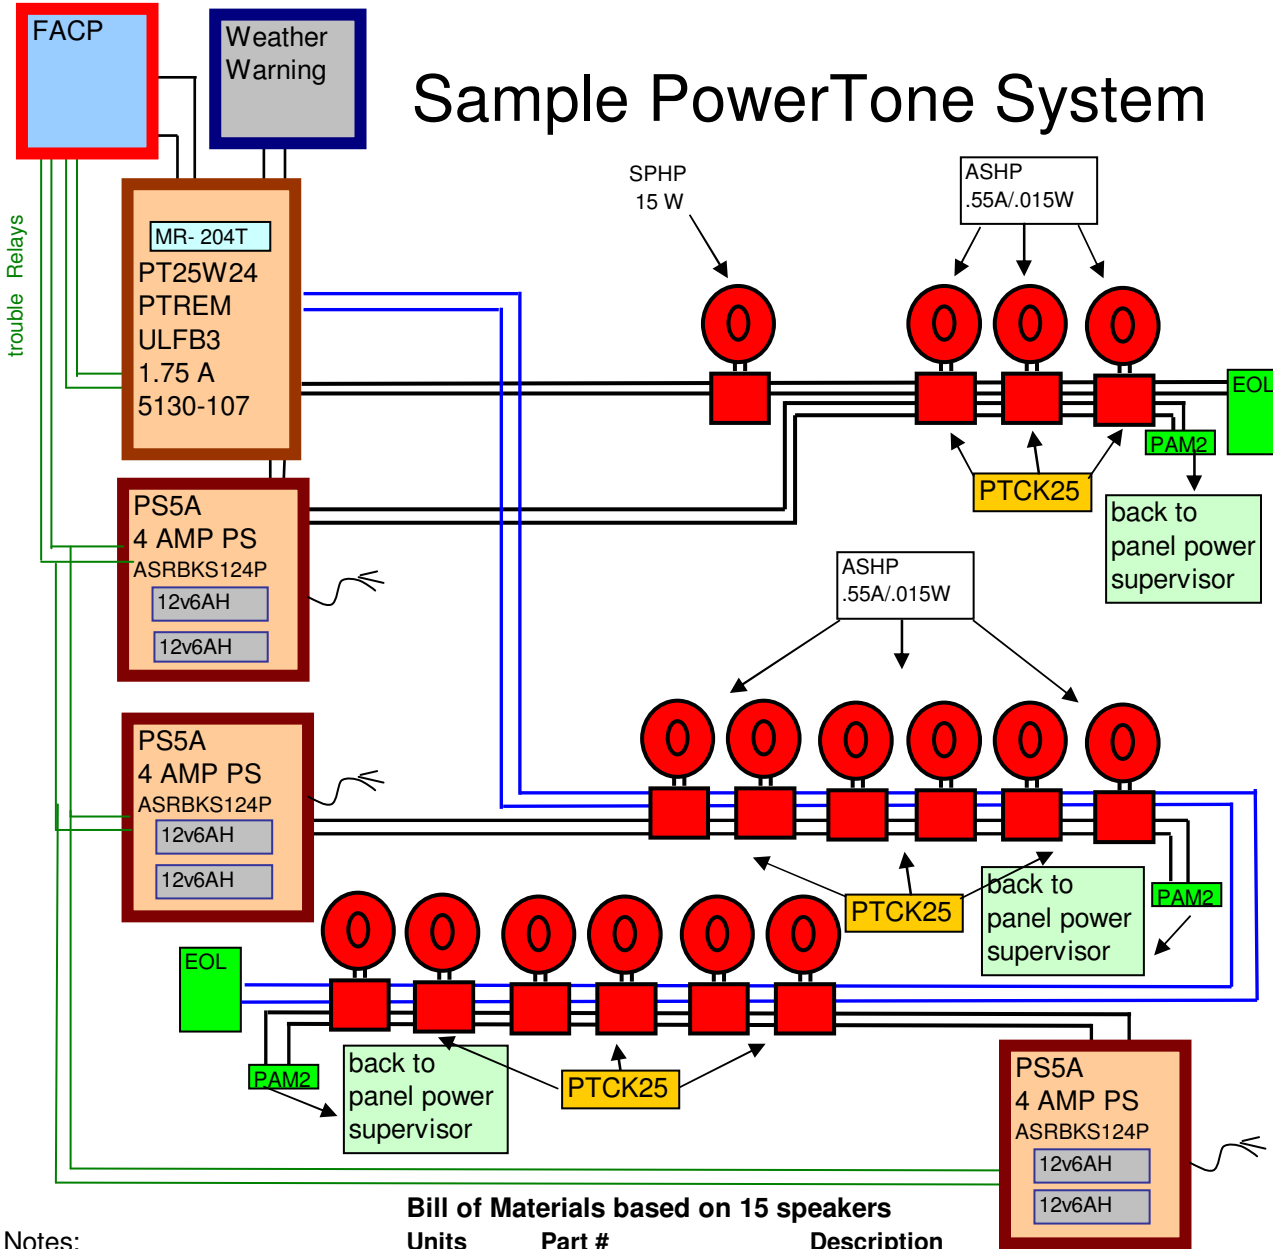 FACP
Weather
Warning
Sample PowerTone System
trouble Relays
SPHP
15 W
ASHP
.55A/.015W
MR- 204T
PT25W24
PTREM
ULFB3
1.75 A
5130-107
EOL
PAM2
PTCK25
back to
panel power
supervisor
PS5A
4 AMP PS
ASRBKS124P
12v6AH
12v6AH
ASHP
.55A/.015W
PS5A
4 AMP PS
ASRBKS124P
12v6AH
12v6AH
PTCK25
back to
panel power
supervisor
PAM2
EOL
PAM2
back to
panel power
supervisor
PTCK25
PS5A
4 AMP PS
ASRBKS124P
12v6AH
12v6AH
Bill of Materials based on 15 speakers
Notes:
Units Part # Description